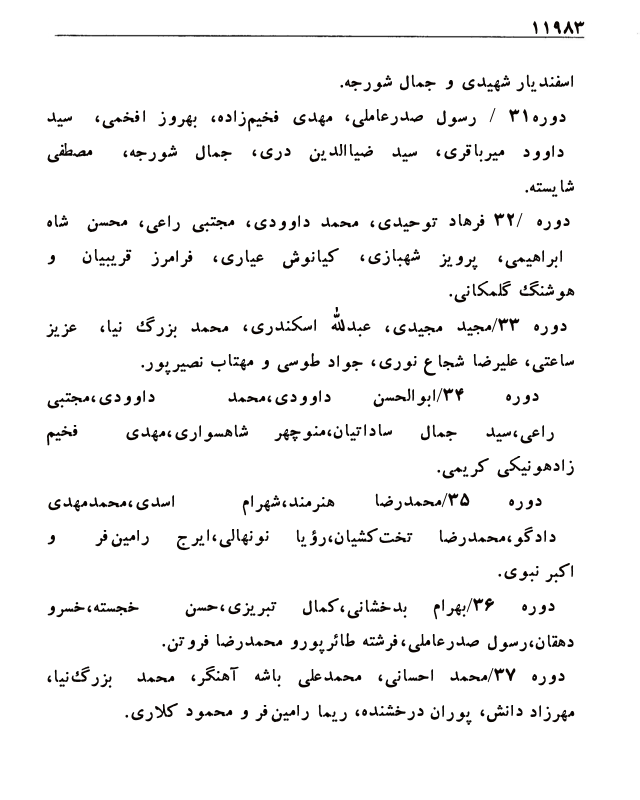 ۱۱۹۸۳
اسفندیار شهیدی و جمال شورجه.
دوره۳۱ / رسول صدرعاملی، مهدی فخیم‌زاده، بهروز افخمی، سید
داوود میرباقری، سید ضیاالدین دری، جمال شورجه، مصطفی
شایسته.
دوره /۳۲ فرهاد توحیدی، محمد داوودی، مجتبی راعی، محسن شاه
ابراهیمی، پرویز شهبازی، کیانوش عیاری، فرامرز قریبیان و
هوشنگ گلمکانی.
دوره ۳۳/مجید مجیدی، عبدالله اسکندری، محمد بزرگ نیا، عزیز
ساعتی، علیرضا شجاع نوری، جواد طوسی و مهتاب نصیرپور.
دوره ۳۴/ابوالحسن داوودی،محمد داوودی،مجتبی
راعی،سید جمال ساداتیان،منوچهر شاهسواری،مهدی فخیم
زادهونیکی کریمی.
دوره ۳۵/محمدرضا هنرمند،شهرام اسدی،محمدمهدی
دادگو،محمدرضا تخت‌کشیان،رؤیا نونهالی،ایرج رامین‌فر و
اکبر نبوی.
دوره ۳۶/بهرام بدخشانی،کمال تبریزی،حسن خجسته،خسرو
دهقان،رسول صدرعاملی،فرشته طائرپورو محمدرضا فروتن.
دوره ۳۷/محمد احسانی، محمدعلی باشه آهنگر، محمد بزرگ‌نیا،
مهرزاد دانش، پوران درخشنده، ریما رامین‌فر و محمود کلاری.